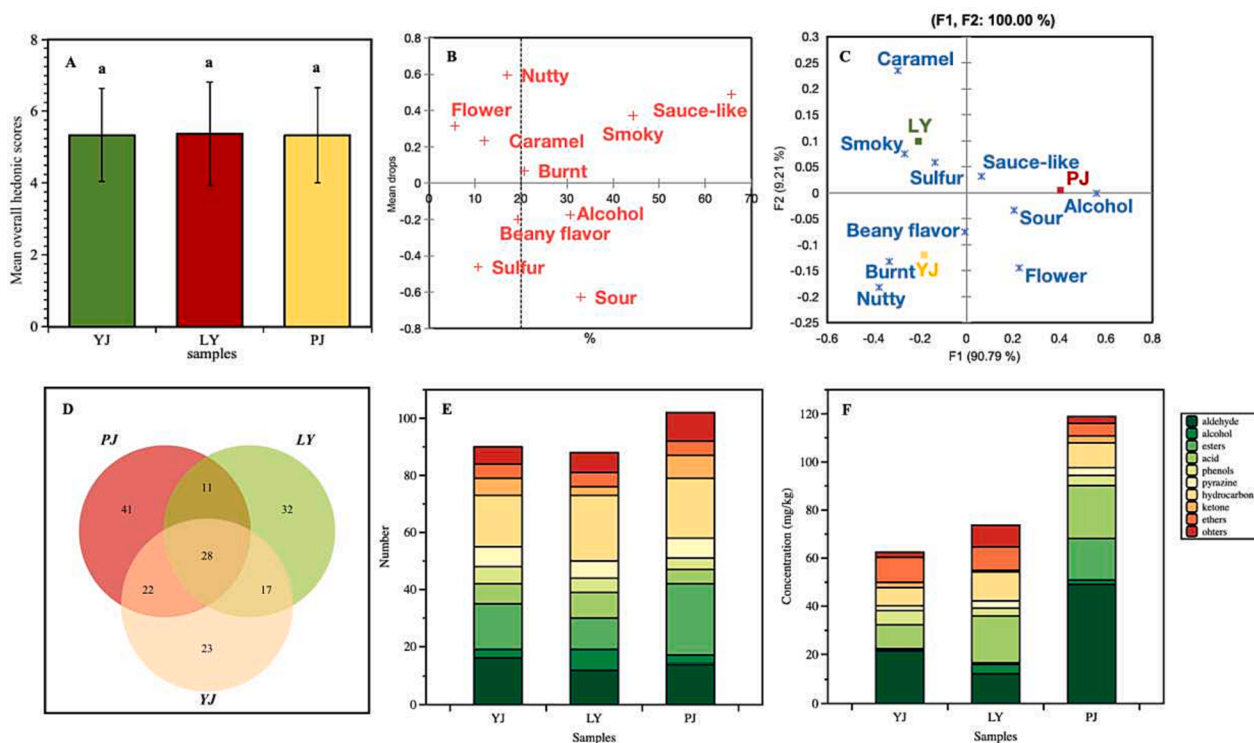 A
Mean overall hedonic scores
8
6
4
2
0
a
a
a
YJ
LY
PJ
samples
B
Mean drops
0.8
0.6
0.4
0.2
0
-0.2
-0.4
-0.6
-0.8
Nutty
Flower
Sauce-like
Smoky
Caramel
Burnt
Alcohol
Beany flavor
Sulfur
Sour
0 10 20 30 40 50 60 70
%
(F1, F2: 100.00 %)
C
F2 (9.21 %)
0.3
0.25
0.2
0.15
0.1
0.05
0
-0.05
-0.1
-0.15
-0.2
-0.25
Caramel
LY
Smoky
Sulfur
Sauce-like
PJ
Alcohol
Sour
Beany flavor
Burnt
YJ
Flower
Nutty
-0.6 -0.4 -0.2 0 0.2 0.4 0.6 0.8
F1 (90.79 %)
D
PJ
LY
41
11
32
28
22
17
23
YJ
E
Number
100
80
60
40
20
0
YJ
LY
PJ
Samples
F
Concentration (mg/kg)
120
100
80
60
40
20
0
YJ
LY
PJ
Samples
aldehyde
alcohol
esters
acid
phenols
pyrazine
hydrocarbon
ketone
ethers
ohters